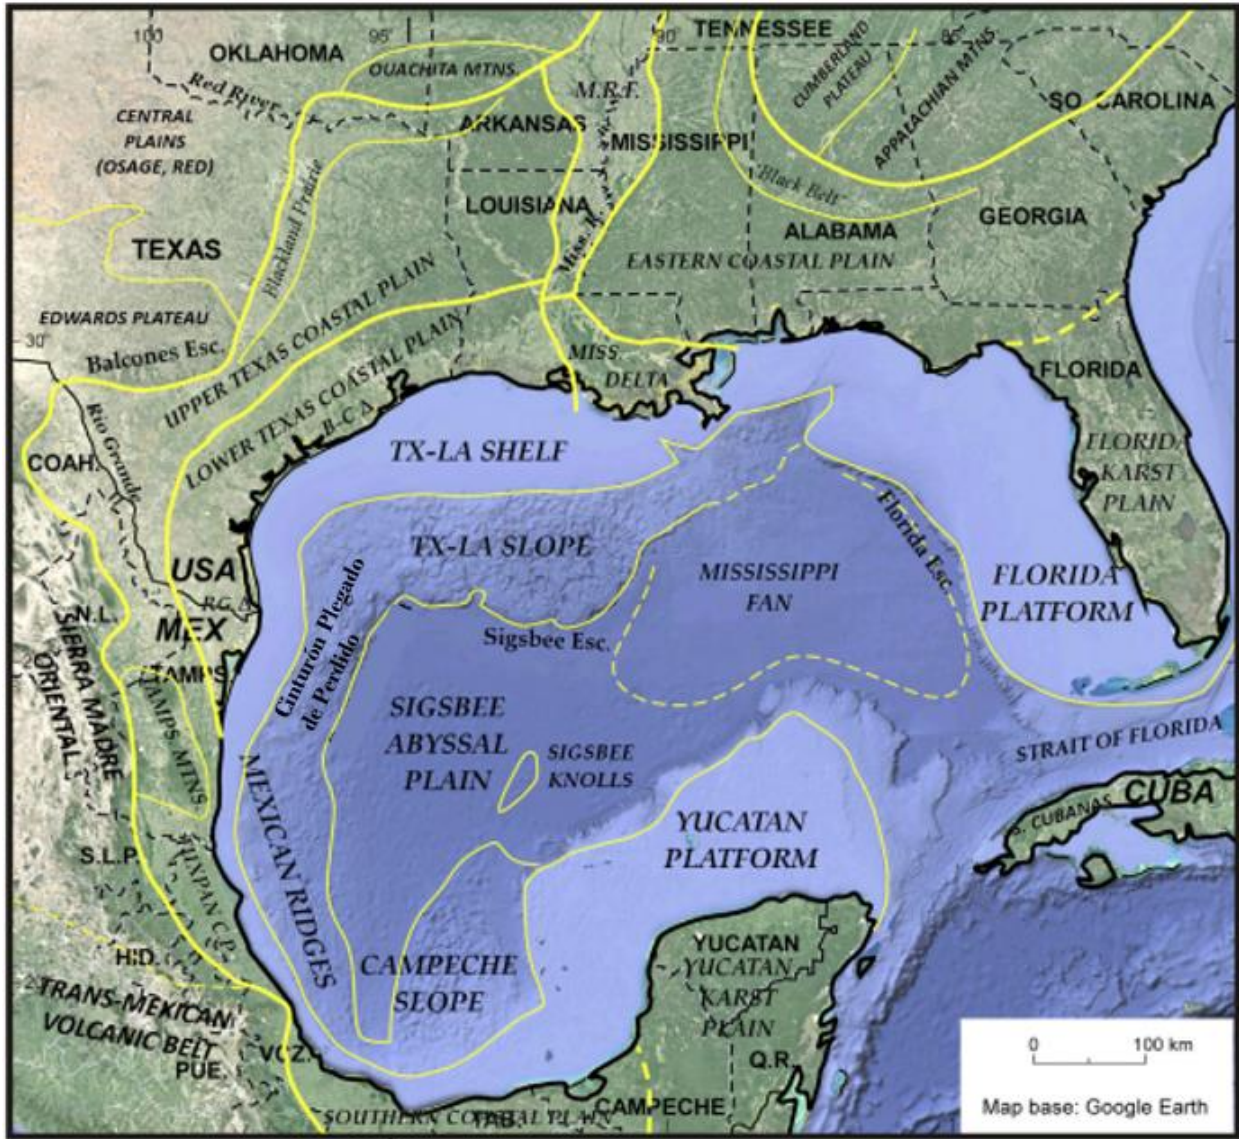 100°
95°
90
TENNESSEE
OKLAHOMA
OUACHITA MTNS.
CUMBERLAND
PLATEAU
APPALACHIAN MTNS.
Red River
M.R.F.
SO. CAROLINA
CENTRAL
PLAINS
(OSAGE, RED)
ARKANSAS
MISSISSIPPI
"Black Belt"
Blackland Prairie
LOUISIANA
Miss. R.
GEORGIA
TEXAS
ALABAMA
EASTERN COASTAL PLAIN
EDWARDS PLATEAU
30°
Balcones Esc.
UPPER TEXAS COASTAL PLAIN
LOWER TEXAS COASTAL PLAIN
MISS.
DELTA
FLORIDA
B-C Δ
Rio Grande
COAH.
TX-LA SHELF
FLORIDA
KARST
PLAIN
Florida Esc.
TX-LA SLOPE
MISSISSIPPI
FAN
FLORIDA
PLATFORM
USA
R.G. Δ
MEX
N.L.
SIERRA MADRE
ORIENTAL
Cinturón Plegado
de Perdido
Sigsbee Esc.
TAMPS.
TAMPS MTNS.
SIGSBEE
ABYSSAL
PLAIN
SIGSBEE
KNOLLS
STRAIT OF FLORIDA
MEXICAN RIDGES
YUCATAN
PLATFORM
CUBA
S. CUBANAS
S.L.P.
TUXPAN C.P.
HID.
CAMPECHE
SLOPE
YUCATAN
YUCATAN
KARST
PLAIN
TRANS-MEXICAN
VOLCANIC BELT
PUE.
VCZ.
Q.R.
CAMPECHE
SOUTHERN COASTAL PLAIN
TAB.
0
100 km
Map base: Google Earth